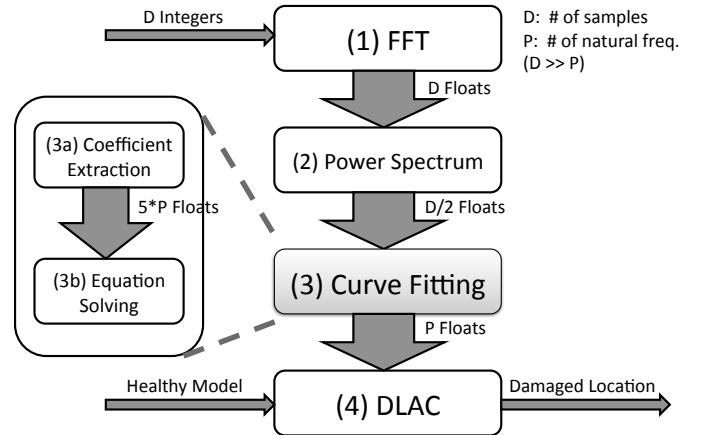 D Integers
(1) FFT
D: # of samples
P: # of natural freq.
(D >> P)
D Floats
(2) Power Spectrum
D/2 Floats
(3a) Coefficient
Extraction
5*P Floats
(3b) Equation
Solving
(3) Curve Fitting
P Floats
Healthy Model
(4) DLAC
Damaged Location